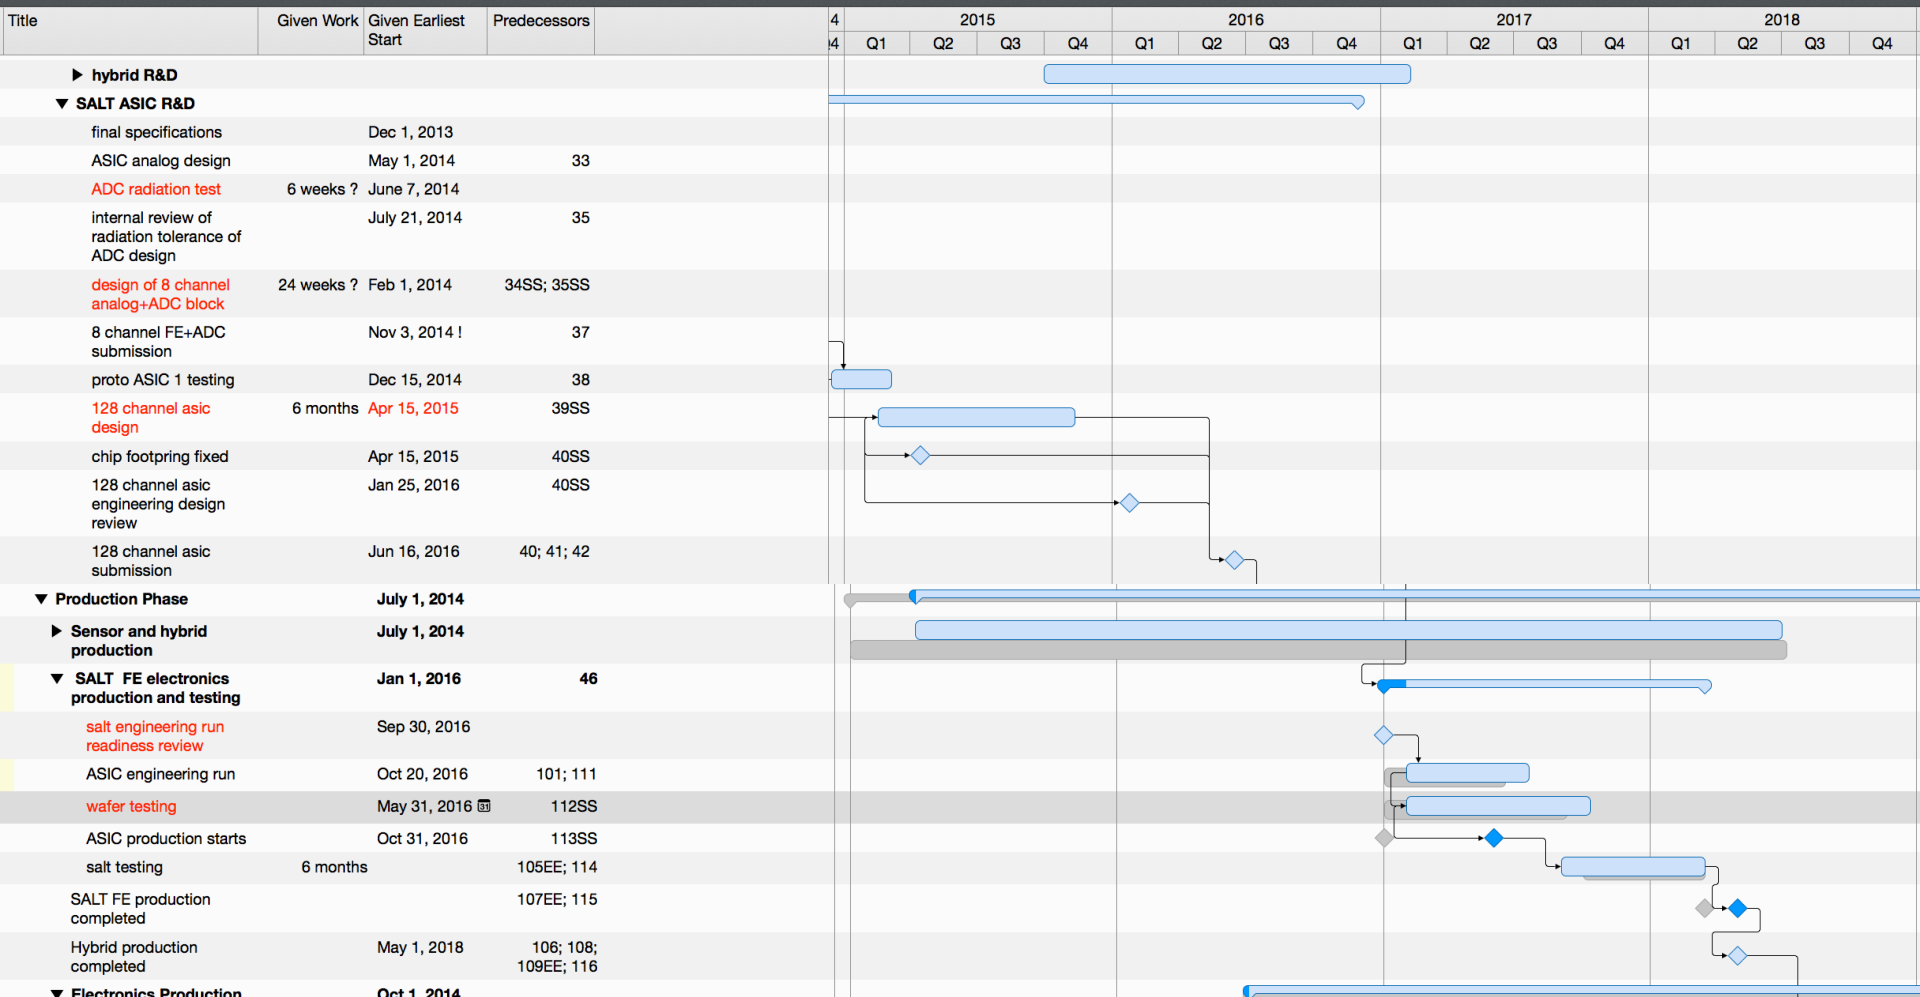 Title Given Work Given Earliest Start Predecessors 4 2015 2016 2017 2018
Q4 Q1 Q2 Q3 Q4 Q1 Q2 Q3 Q4 Q1 Q2 Q3 Q4 Q1 Q2 Q3 Q4
hybrid R&D
SALT ASIC R&D
final specifications Dec 1, 2013
ASIC analog design May 1, 2014 33
ADC radiation test 6 weeks ? June 7, 2014
internal review of July 21, 2014 35
radiation tolerance of
ADC design
design of 8 channel 24 weeks ? Feb 1, 2014 34SS; 35SS
analog+ADC block
8 channel FE+ADC Nov 3, 2014 ! 37
submission
proto ASIC 1 testing Dec 15, 2014 38
128 channel asic 6 months Apr 15, 2015 39SS
design
chip footpring fixed Apr 15, 2015 40SS
128 channel asic Jan 25, 2016 40SS
engineering design
review
128 channel asic Jun 16, 2016 40; 41; 42
submission
Production Phase July 1, 2014
Sensor and hybrid July 1, 2014
production
SALT FE electronics Jan 1, 2016 46
production and testing
salt engineering run Sep 30, 2016
readiness review
ASIC engineering run Oct 20, 2016 101; 111
wafer testing May 31, 2016 31 112SS
ASIC production starts Oct 31, 2016 113SS
salt testing 6 months 105EE; 114
SALT FE production 107EE; 115
completed
Hybrid production May 1, 2018 106; 108;
completed 109EE; 116
Electronics Production Oct 1, 2014